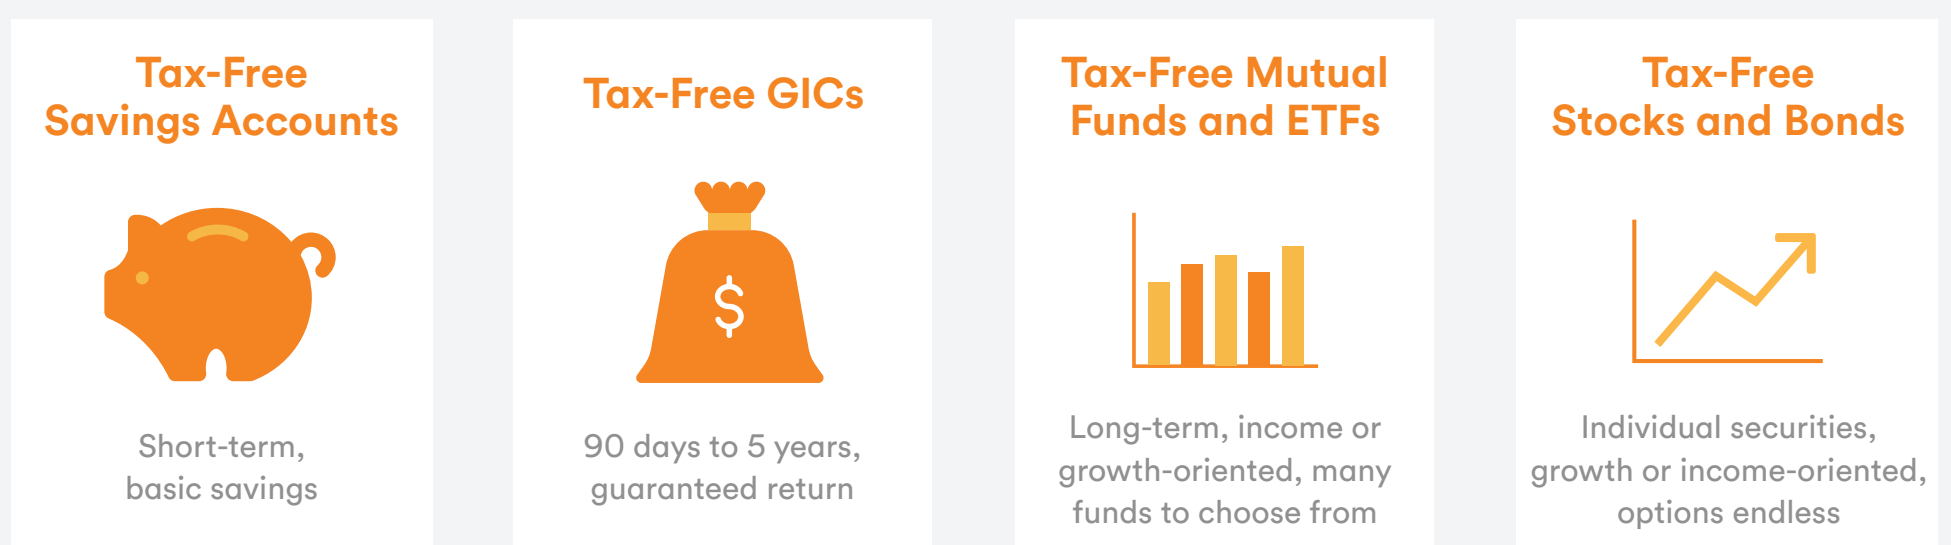 Tax-Free
Savings Accounts
Short-term,
basic savings
Tax-Free GICs
$
90 days to 5 years,
guaranteed return
Tax-Free Mutual
Funds and ETFs
Long-term, income or
growth-oriented, many
funds to choose from
Tax-Free
Stocks and Bonds
Individual securities,
growth or income-oriented,
options endless